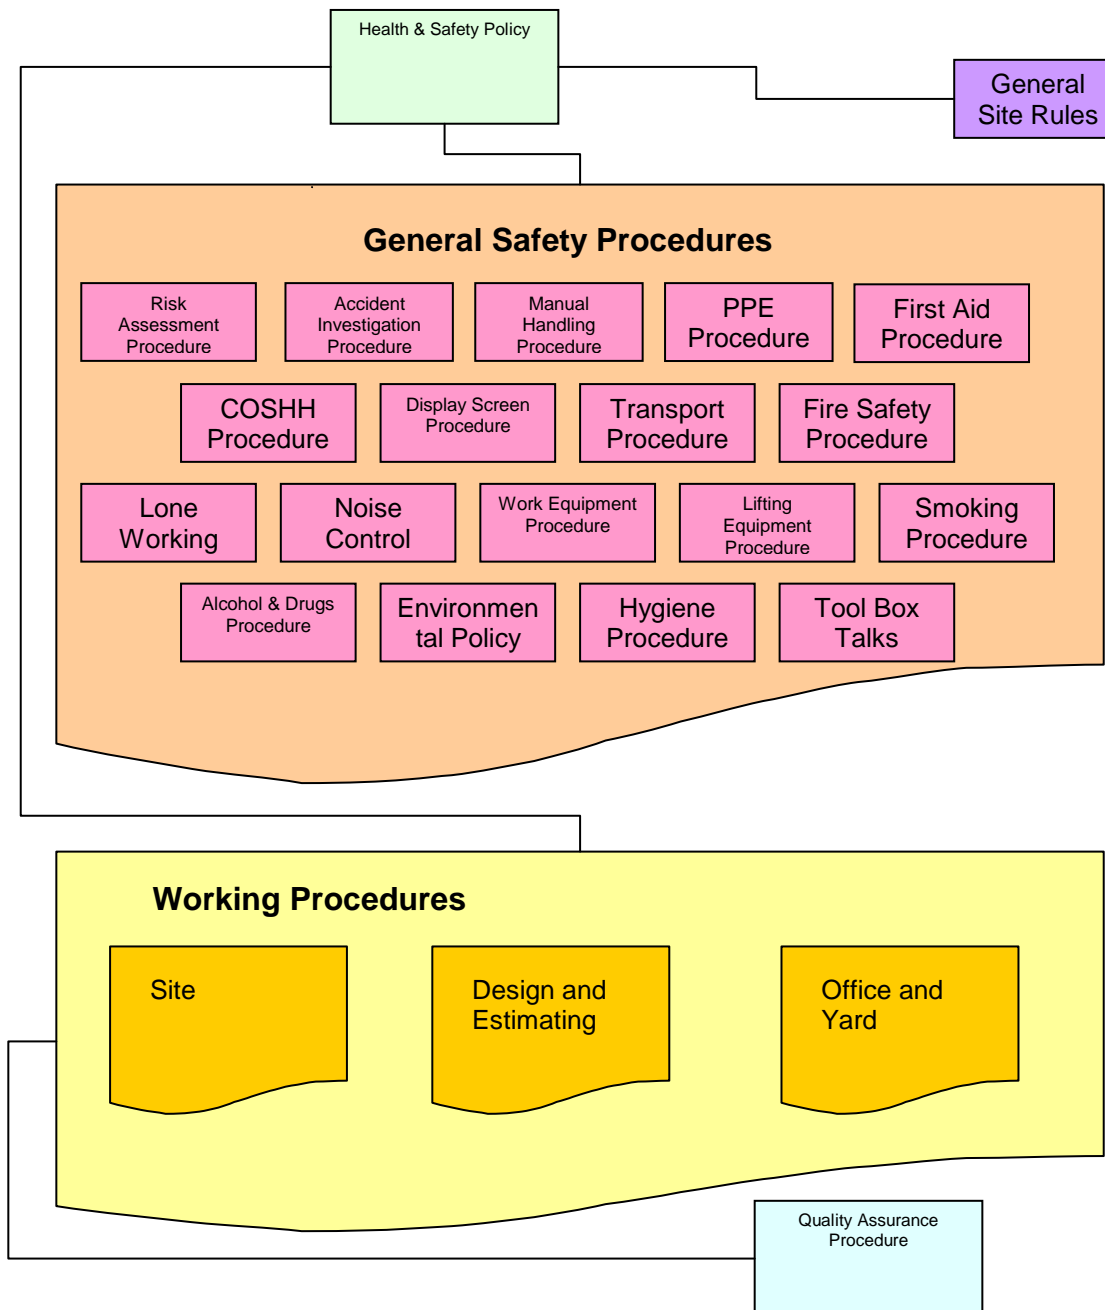 Health & Safety Policy
General
Site Rules
General Safety Procedures
Risk
Assessment
Procedure
Accident
Investigation
Procedure
Manual
Handling
Procedure
PPE
Procedure
First Aid
Procedure
COSHH
Procedure
Display Screen
Procedure
Transport
Procedure
Fire Safety
Procedure
Lone
Working
Noise
Control
Work Equipment
Procedure
Lifting
Equipment
Procedure
Smoking
Procedure
Alcohol & Drugs
Procedure
Environmen
tal Policy
Hygiene
Procedure
Tool Box
Talks
Working Procedures
Site
Design and
Estimating
Office and
Yard
Quality Assurance
Procedure